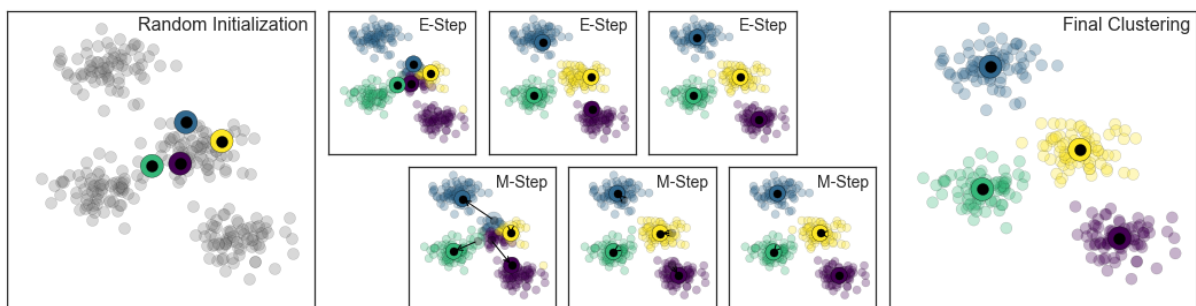 Random Initialization
E-Step
E-Step
E-Step
Final Clustering
M-Step
M-Step
M-Step